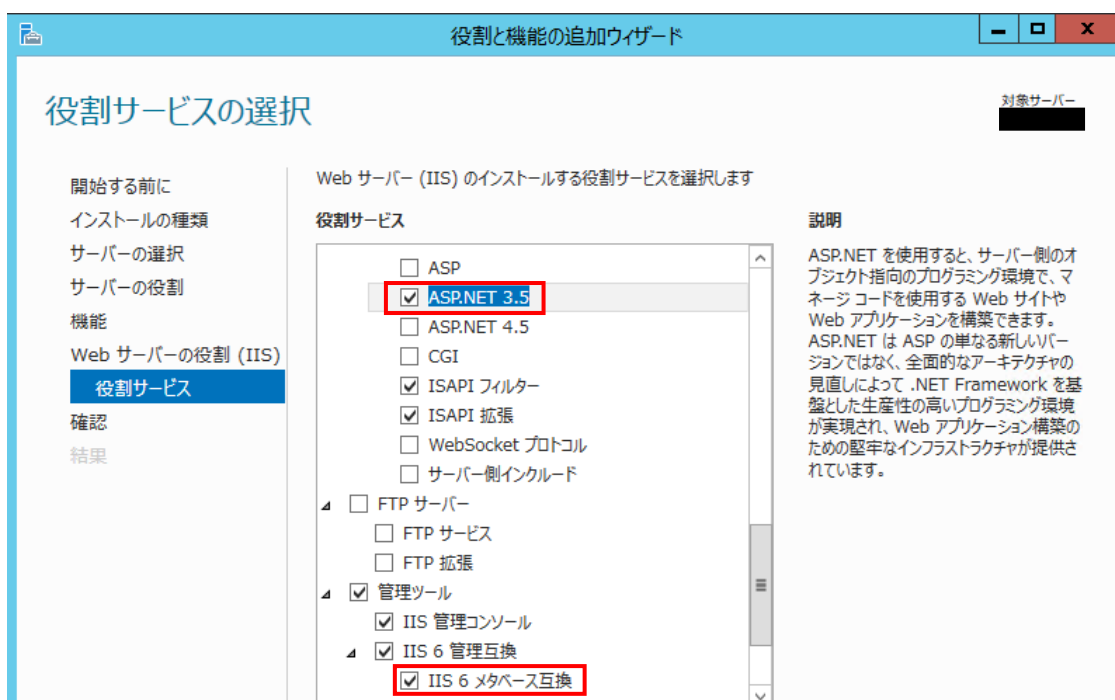 役割と機能の追加ウィザード
役割サービスの選択
対象サーバー
開始する前に
インストールの種類
サーバーの選択
サーバーの役割
機能
Web サーバーの役割 (IIS)
役割サービス
確認
結果
Web サーバー (IIS) のインストールする役割サービスを選択します
役割サービス
ASP
ASP.NET 3.5
ASP.NET 4.5
CGI
ISAPI フィルター
ISAPI 拡張
WebSocket プロトコル
サーバー側インクルード
FTP サーバー
FTP サービス
FTP 拡張
管理ツール
IIS 管理コンソール
IIS 6 管理互換
IIS 6 メタベース互換
説明
ASP.NET を使用すると、サーバー側のオ
ブジェクト指向のプログラミング環境で、マ
ネージ コードを使用する Web サイトや
Web アプリケーションを構築できます。
ASP.NET は ASP の単なる新しいバー
ジョンではなく、全面的なアーキテクチャの
見直しによって .NET Framework を基
盤とした生産性の高いプログラミング環境
が実現され、Web アプリケーション構築の
ための堅牢なインフラストラクチャが提供さ
れています。